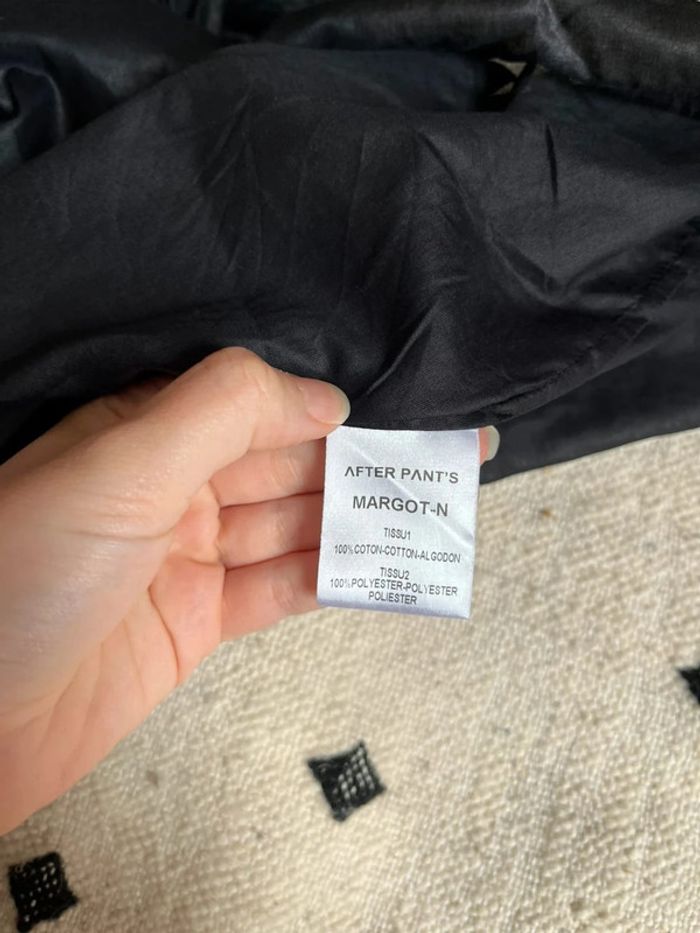 AFTER PANT'S
MARGOT-N
TISSU1
100%COTON-COTTON-ALGODON
TISSU2
100%POLYESTER-POLYESTER
POLIESTER